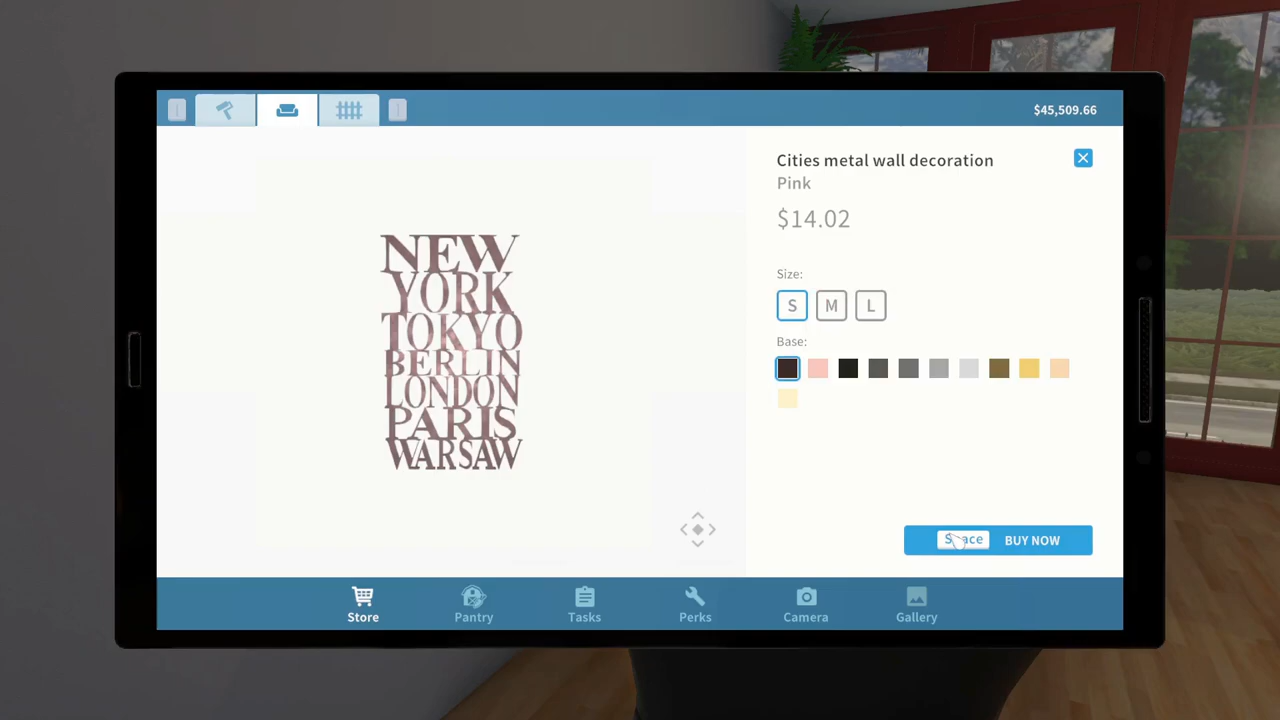 $45,509.66
Cities metal wall decoration
Pink
$14.02
Size:
S M L
Base:
NEW
YORK
TOKYO
BERLIN
LONDON
PARIS
WARSAW
Space BUY NOW
Store Pantry Tasks Perks Camera Gallery